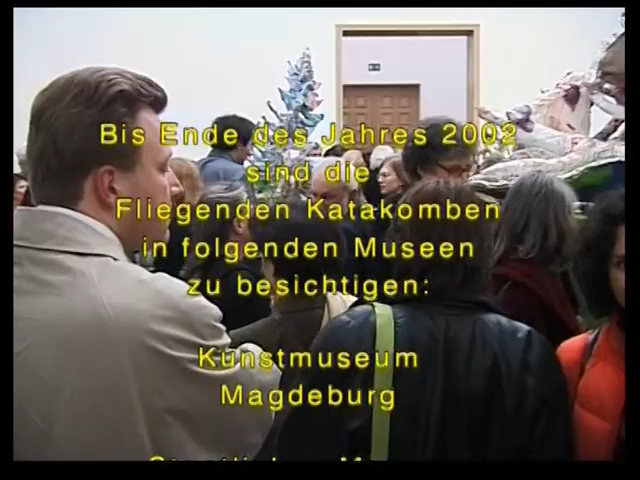 Bis Ende des Jahres 2002
sind die
Fliegenden Katakomben
in folgenden Museen
zu besichtigen:
Kunstmuseum
Magdeburg